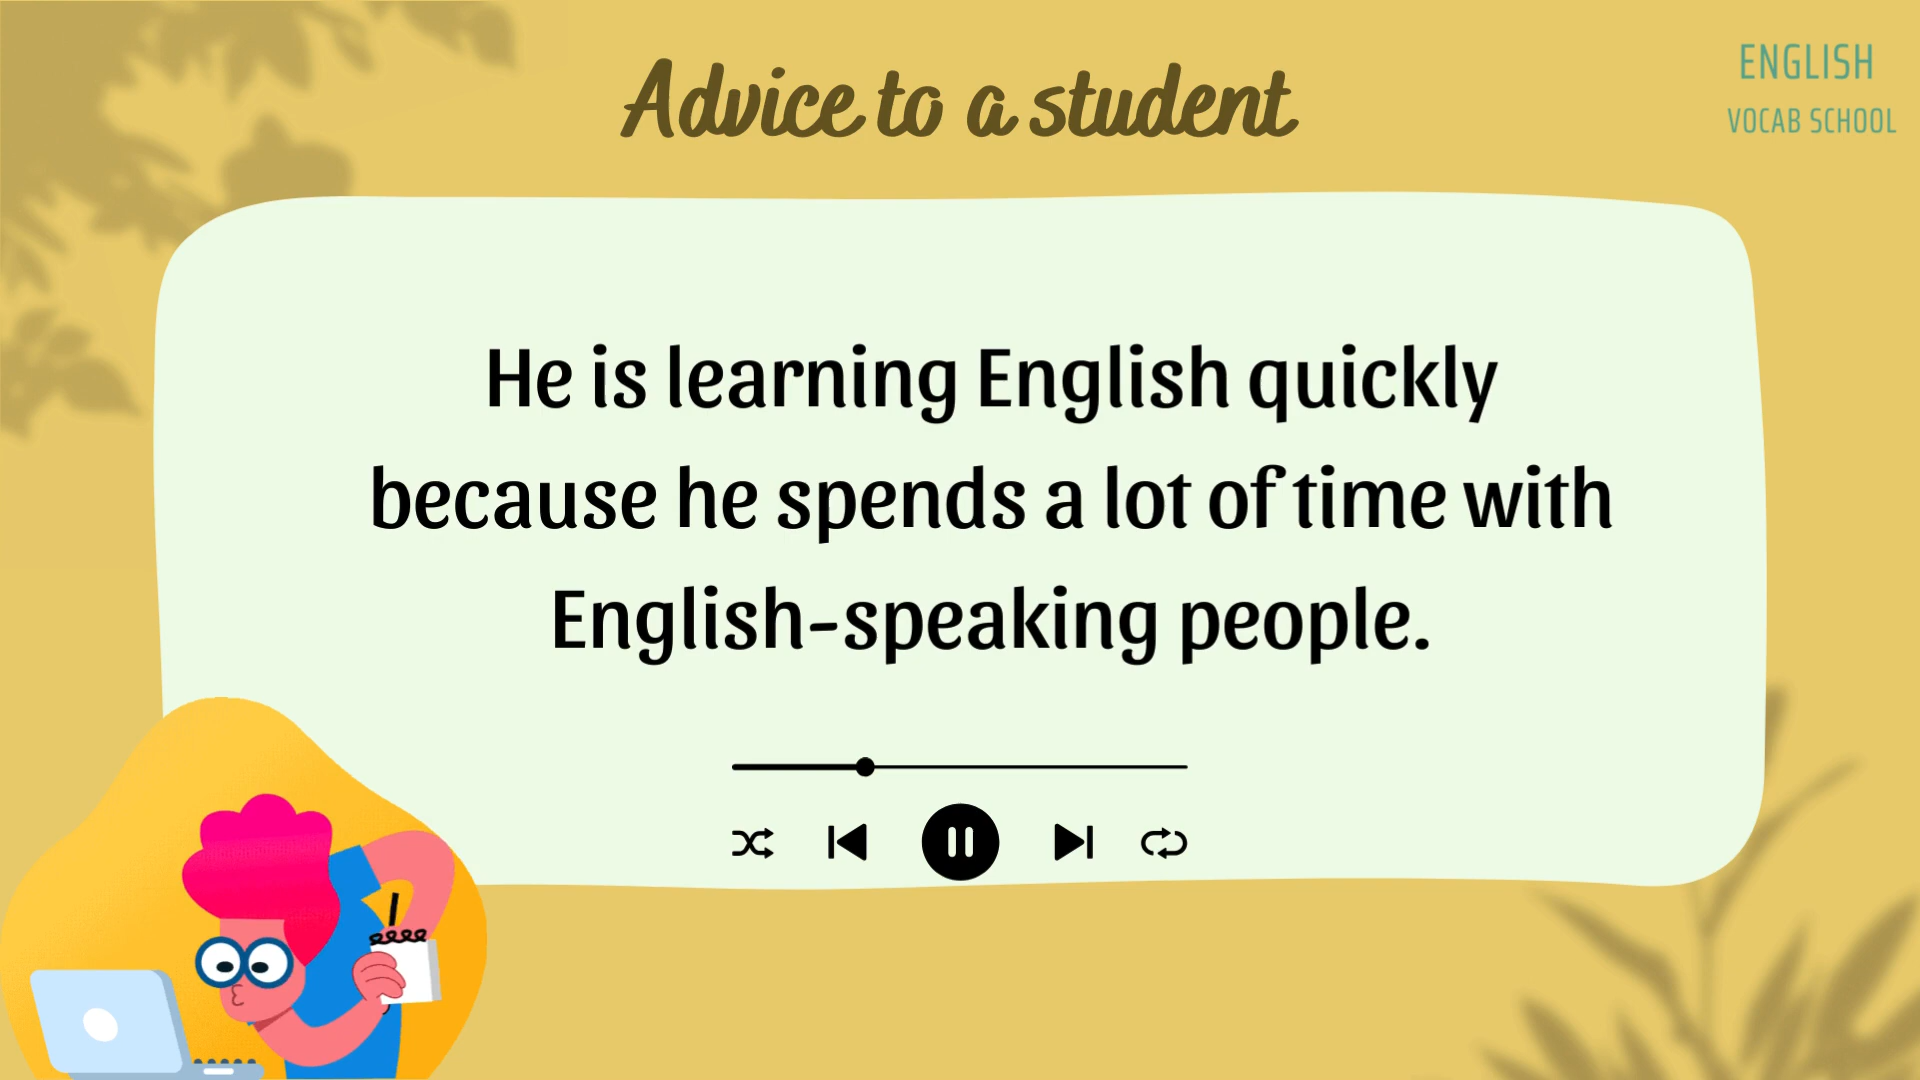 Advice to a student
ENGLISH
VOCAB SCHOOL
He is learning English quickly
because he spends a lot of time with
English-speaking people.